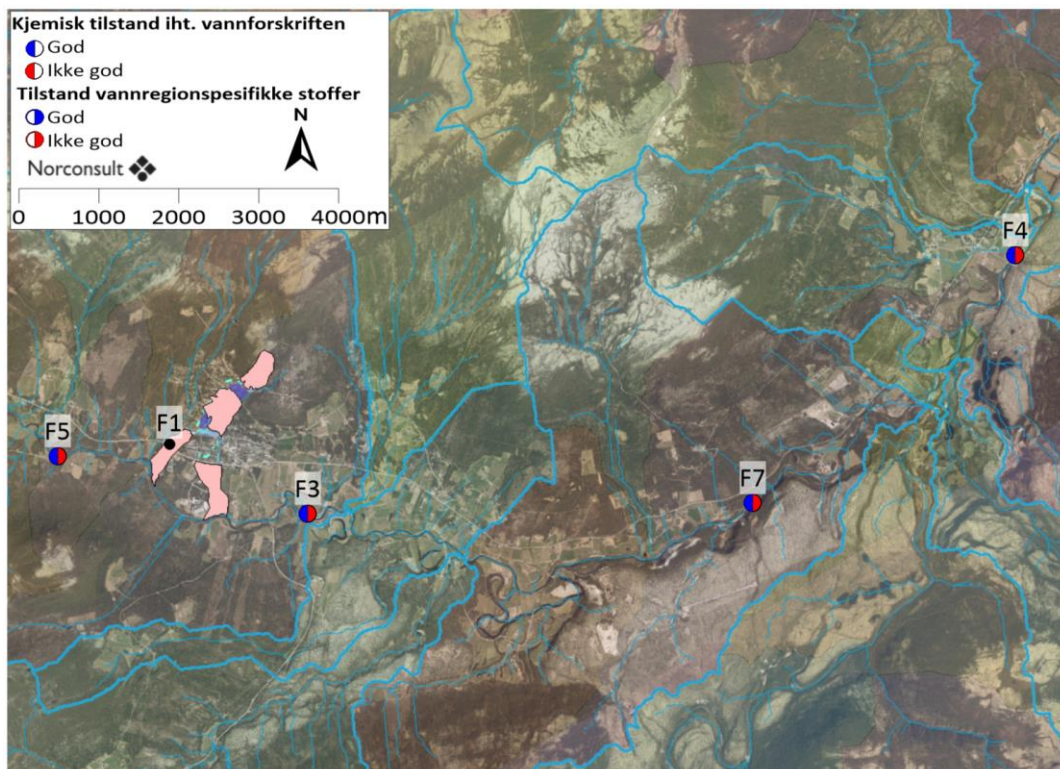 Kjemisk tilstand iht. vannforskriften
God
Ikke god
Tilstand vannregionspesifikke stoffer
God
Ikke god
N
Norconsult
0 1000 2000 3000 4000m
F4
F1
F5
F7
F3